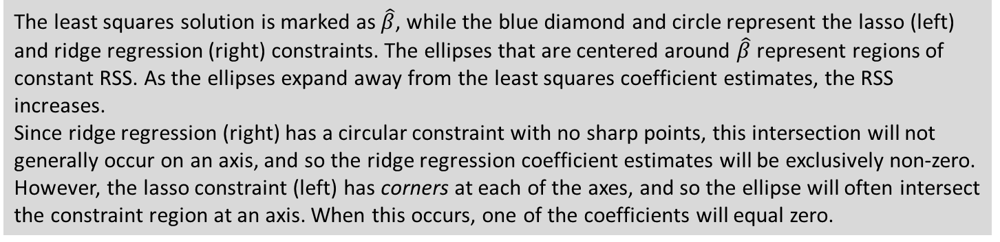 The least squares solution is marked as β̂, while the blue diamond and circle represent the lasso (left)
and ridge regression (right) constraints. The ellipses that are centered around β̂ represent regions of
constant RSS. As the ellipses expand away from the least squares coefficient estimates, the RSS
increases.
Since ridge regression (right) has a circular constraint with no sharp points, this intersection will not
generally occur on an axis, and so the ridge regression coefficient estimates will be exclusively non-zero.
However, the lasso constraint (left) has corners at each of the axes, and so the ellipse will often intersect
the constraint region at an axis. When this occurs, one of the coefficients will equal zero.